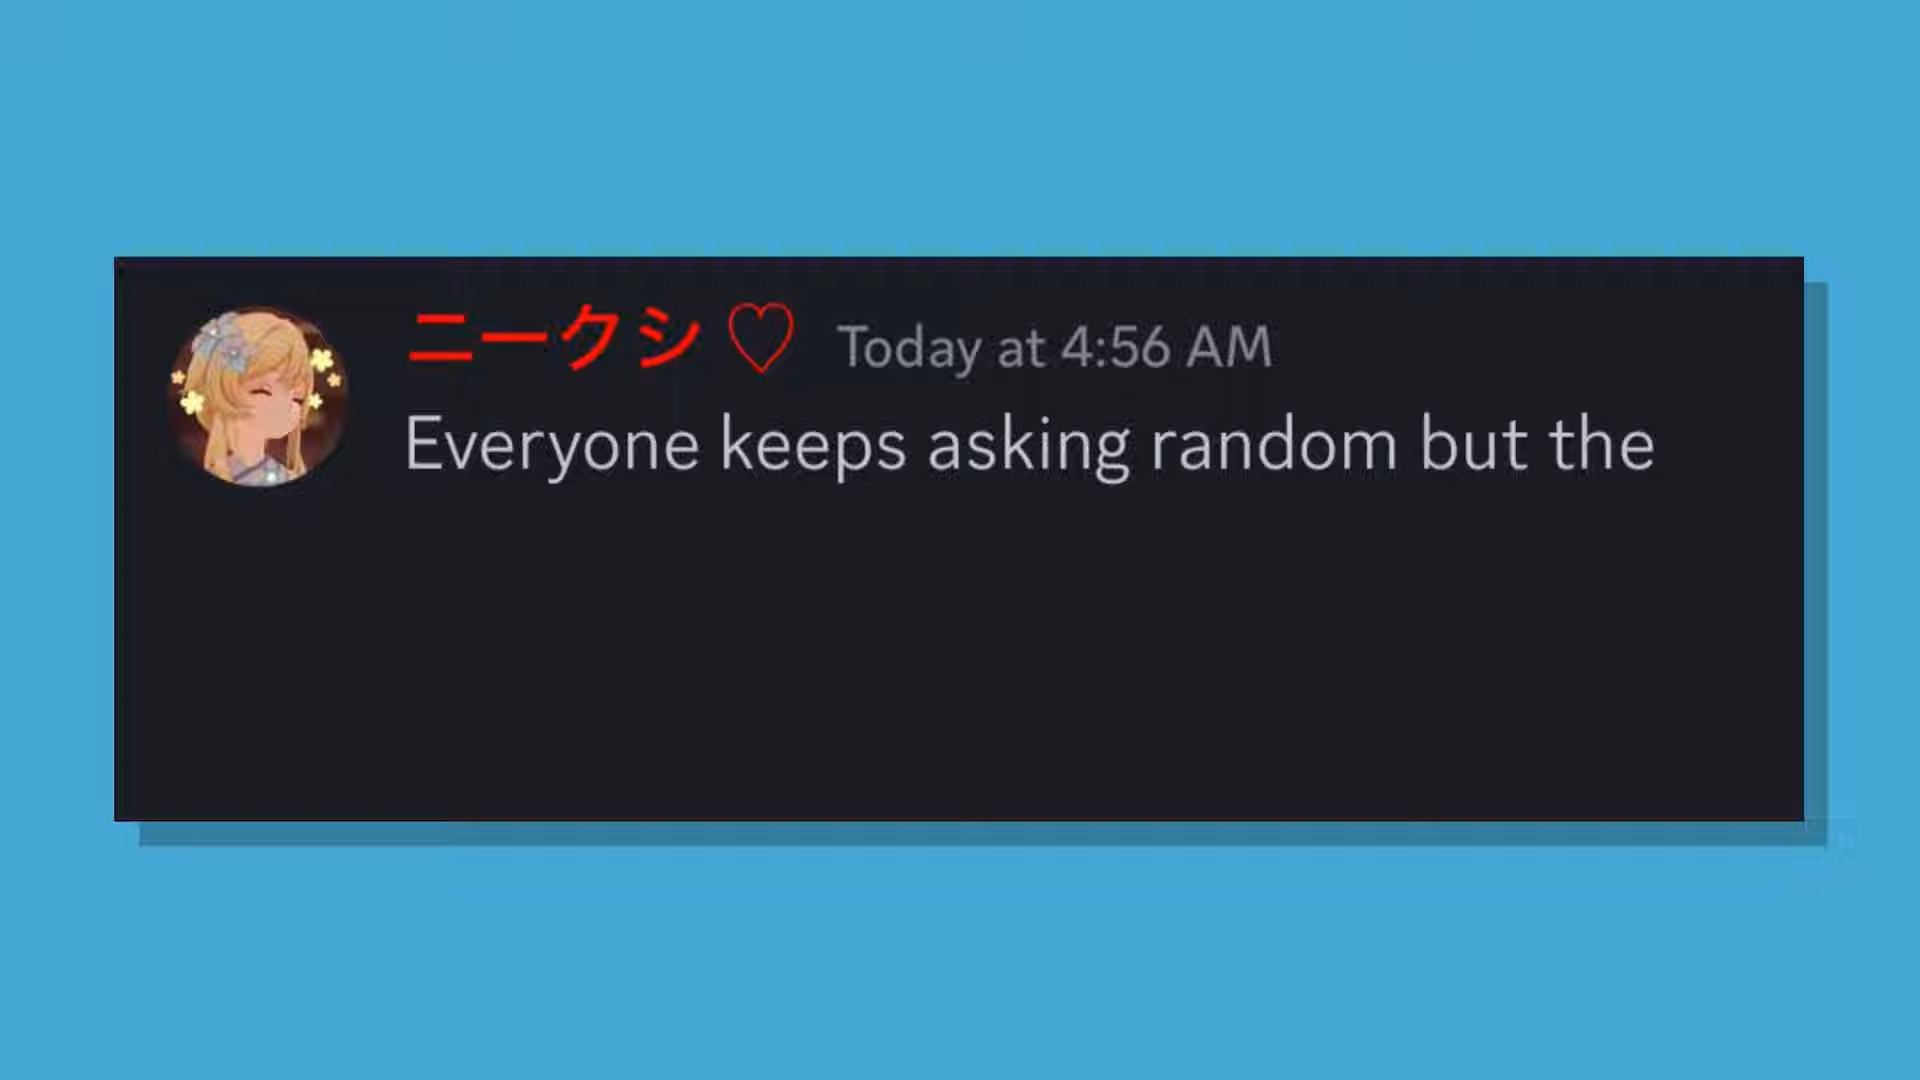 ニークシ ♡ Today at 4:56 AM
Everyone keeps asking random but the